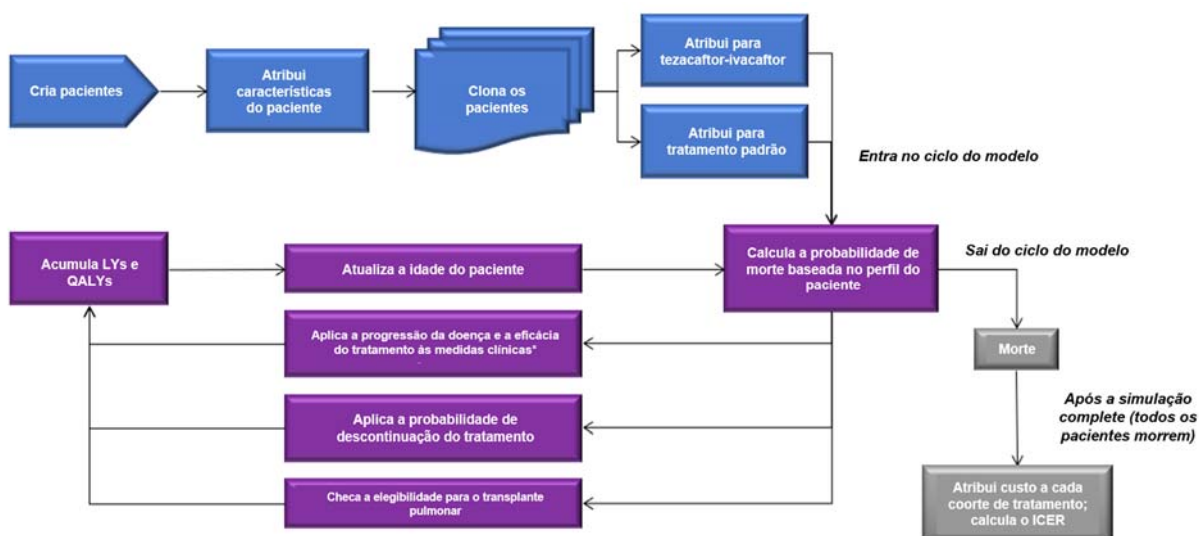 Cria pacientes
Atribui
características
do paciente
Clona os
pacientes
Atribui para
tezacaftor-ivacaftor
Atribui para
tratamento padrão
Entra no ciclo do modelo
Acumula LYs e
QALYs
Atualiza a idade do paciente
Calcula a probabilidade de
morte baseada no perfil do
paciente
Sai do ciclo do modelo
Aplica a progressão da doença e a eficácia
do tratamento às medidas clínicas*
Morte
Aplica a probabilidade de
descontinuação do tratamento
Após a simulação
complete (todos os
pacientes morrem)
Checa a elegibilidade para o transplante
pulmonar
Atribui custo a cada
coorte de tratamento;
calcula o ICER